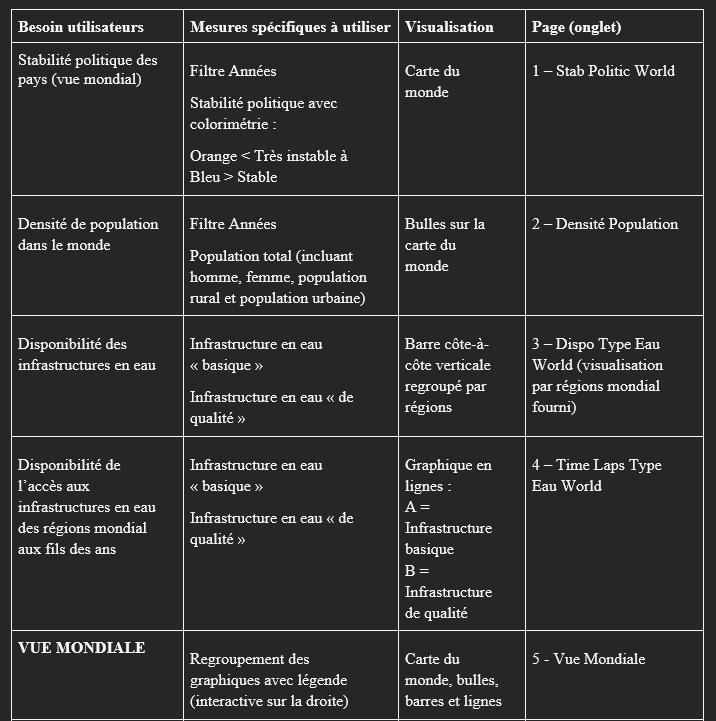 Besoin utilisateurs
Mesures spécifiques à utiliser
Visualisation
Page (onglet)
Stabilité politique des
pays (vue mondial)
Filtre Années
Stabilité politique avec
colorimétrie :
Orange < Très instable à
Bleu > Stable
Carte du
monde
1 – Stab Politic World
Densité de population
dans le monde
Filtre Années
Population total (incluant
homme, femme, population
rural et population urbaine)
Bulles sur la
carte du
monde
2 – Densité Population
Disponibilité des
infrastructures en eau
Infrastructure en eau
« basique »
Infrastructure en eau « de
qualité »
Barre côte-à-
côte verticale
regroupé par
régions
3 – Dispo Type Eau
World (visualisation
par régions mondial
fourni)
Disponibilité de
l’accès aux
infrastructures en eau
des régions mondial
aux fils des ans
Infrastructure en eau
« basique »
Infrastructure en eau « de
qualité »
Graphique en
lignes :
A =
Infrastructure
basique
B =
Infrastructure
de qualité
4 – Time Laps Type
Eau World
VUE MONDIALE
Regroupement des
graphiques avec légende
(interactive sur la droite)
Carte du
monde, bulles,
barres et lignes
5 - Vue Mondiale